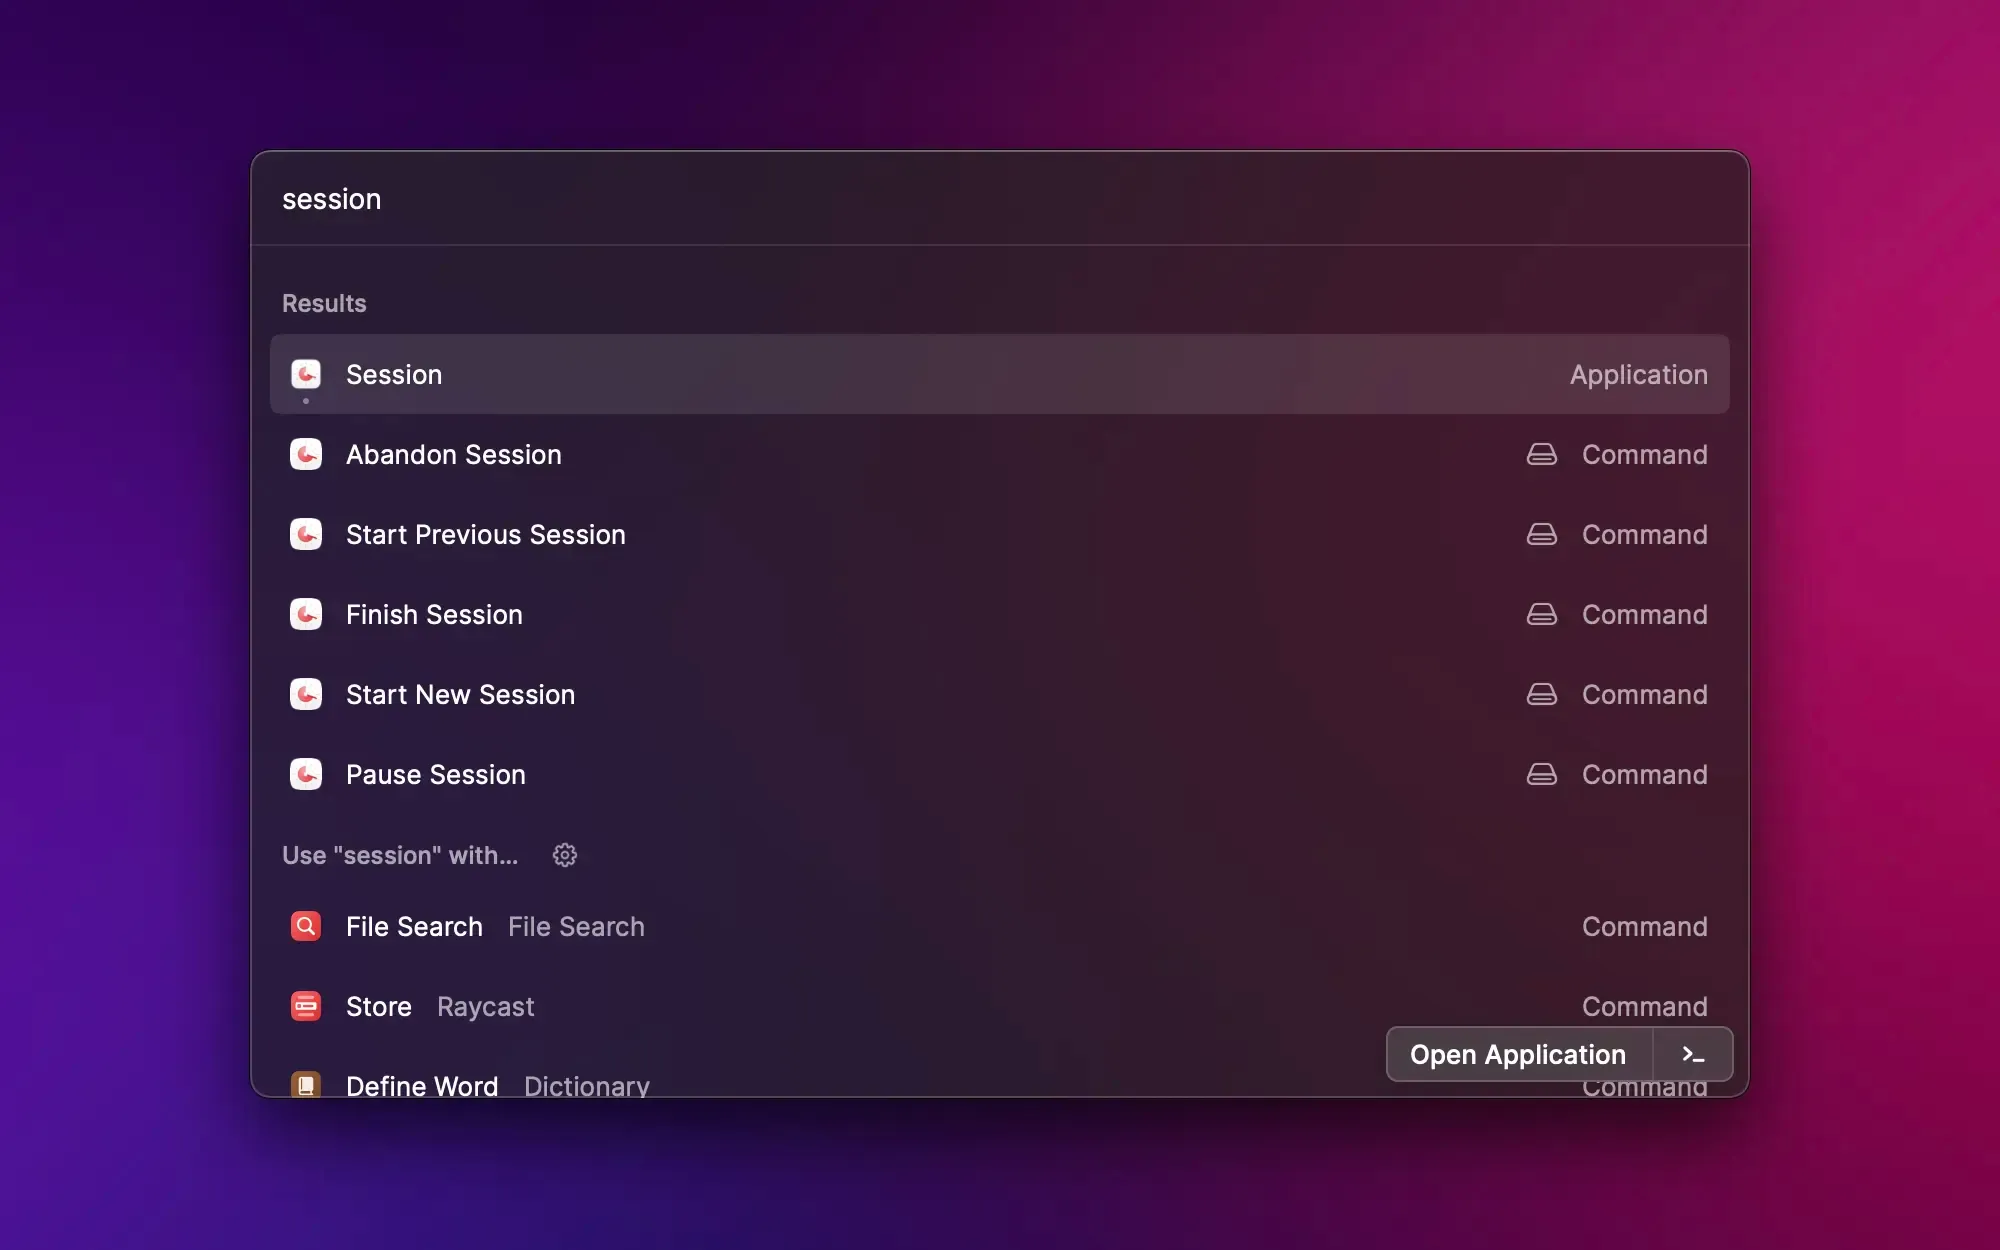 session
Results
Session Application
Abandon Session Command
Start Previous Session Command
Finish Session Command
Start New Session Command
Pause Session Command
Use "session" with...
File Search File Search Command
Store Raycast Command
Open Application >_
Define Word Dictionary Command